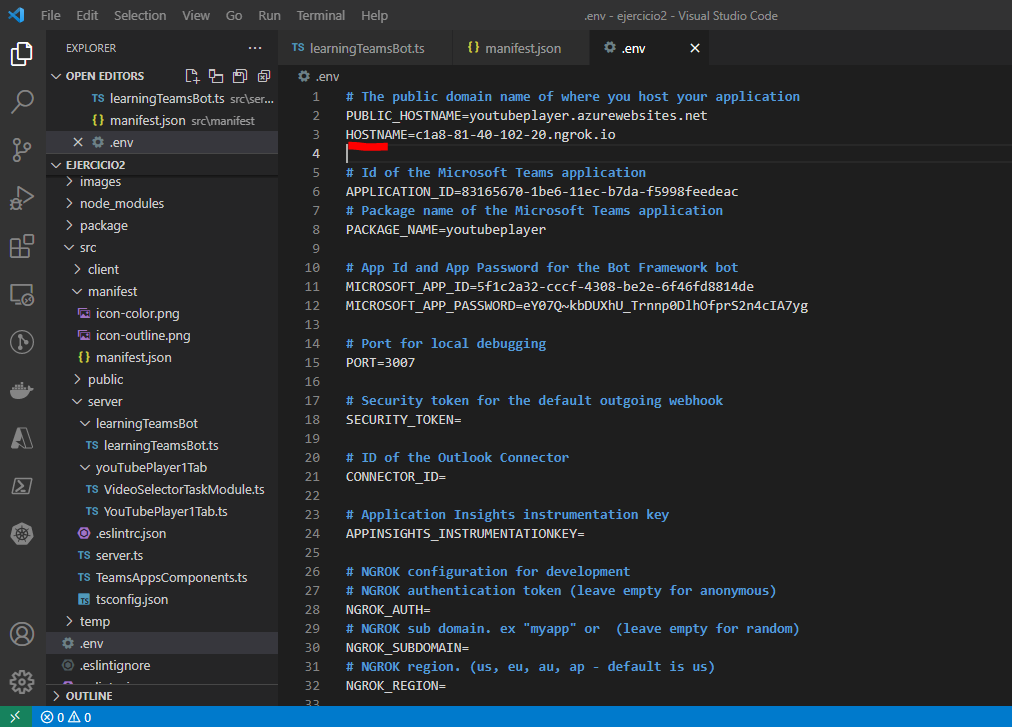 File Edit Selection View Go Run Terminal Help .env - ejercicio2 - Visual Studio Code
EXPLORER ...
OPEN EDITORS
TS learningTeamsBot.ts src\ser...
{} manifest.json src\manifest
.env
EJERCICIO2
images
node_modules
package
src
client
manifest
icon-color.png
icon-outline.png
{} manifest.json
public
server
learningTeamsBot
TS learningTeamsBot.ts
youTubePlayer1Tab
TS VideoSelectorTaskModule.ts
TS YouTubePlayer1Tab.ts
.eslintrc.json
TS server.ts
TS TeamsAppsComponents.ts
TS tsconfig.json
temp
.env
.eslintignore
OUTLINE
0 0
TS learningTeamsBot.ts {} manifest.json .env
.env
1 # The public domain name of where you host your application
2 PUBLIC_HOSTNAME=youtubeplayer.azurewebsites.net
3 HOSTNAME=c1a8-81-40-102-20.ngrok.io
4
5 # Id of the Microsoft Teams application
6 APPLICATION_ID=83165670-1be6-11ec-b7da-f5998feedeac
7 # Package name of the Microsoft Teams application
8 PACKAGE_NAME=youtubeplayer
9
10 # App Id and App Password for the Bot Framework bot
11 MICROSOFT_APP_ID=5f1c2a32-cccf-4308-be2e-6f46fd8814de
12 MICROSOFT_APP_PASSWORD=eY07Q~kbDUXhU_Trnnp0DlhOfprS2n4cIA7yg
13
14 # Port for local debugging
15 PORT=3007
16
17 # Security token for the default outgoing webhook
18 SECURITY_TOKEN=
19
20 # ID of the Outlook Connector
21 CONNECTOR_ID=
22
23 # Application Insights instrumentation key
24 APPINSIGHTS_INSTRUMENTATIONKEY=
25
26 # NGROK configuration for development
27 # NGROK authentication token (leave empty for anonymous)
28 NGROK_AUTH=
29 # NGROK sub domain. ex "myapp" or  (leave empty for random)
30 NGROK_SUBDOMAIN=
31 # NGROK region. (us, eu, au, ap - default is us)
32 NGROK_REGION=
33